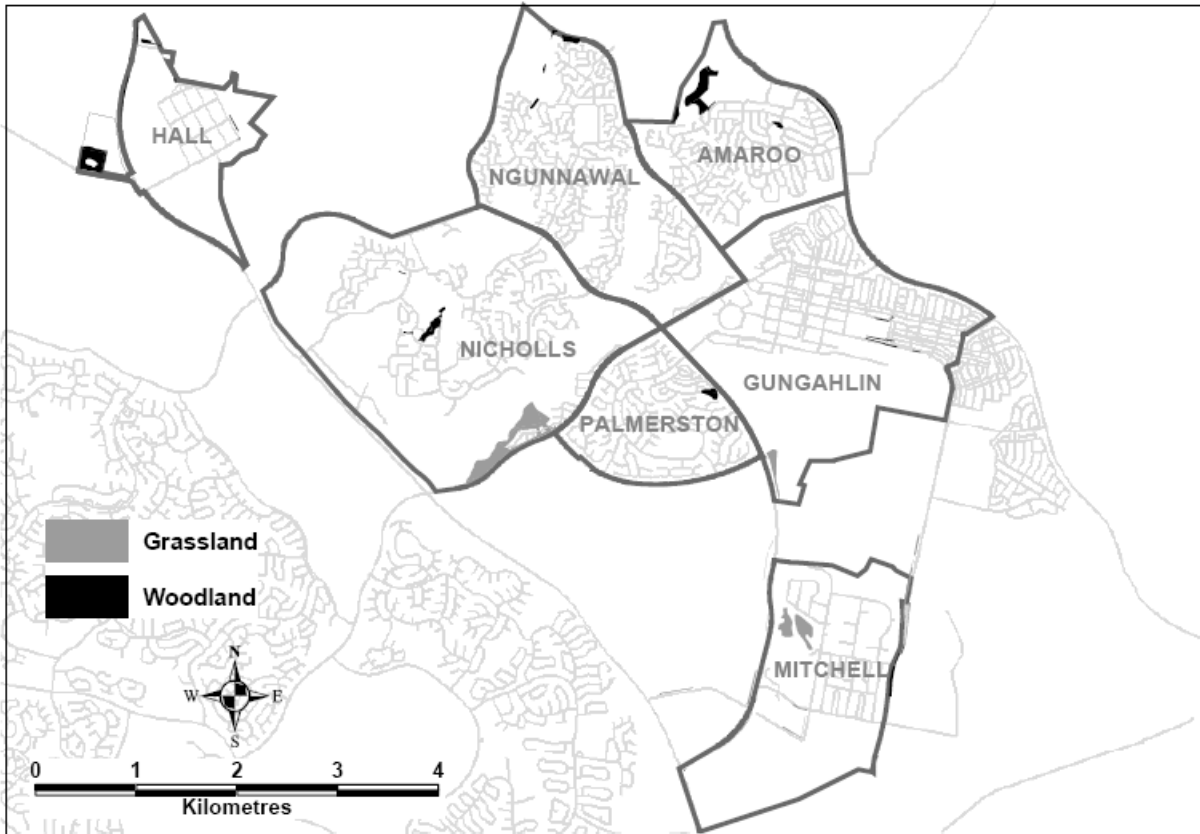 HALL
NGUNNAWAL
AMAROO
NICHOLLS
GUNGAHLIN
PALMERSTON
Grassland
Woodland
N
W E
S
MITCHELL
0 1 2 3 4
Kilometres